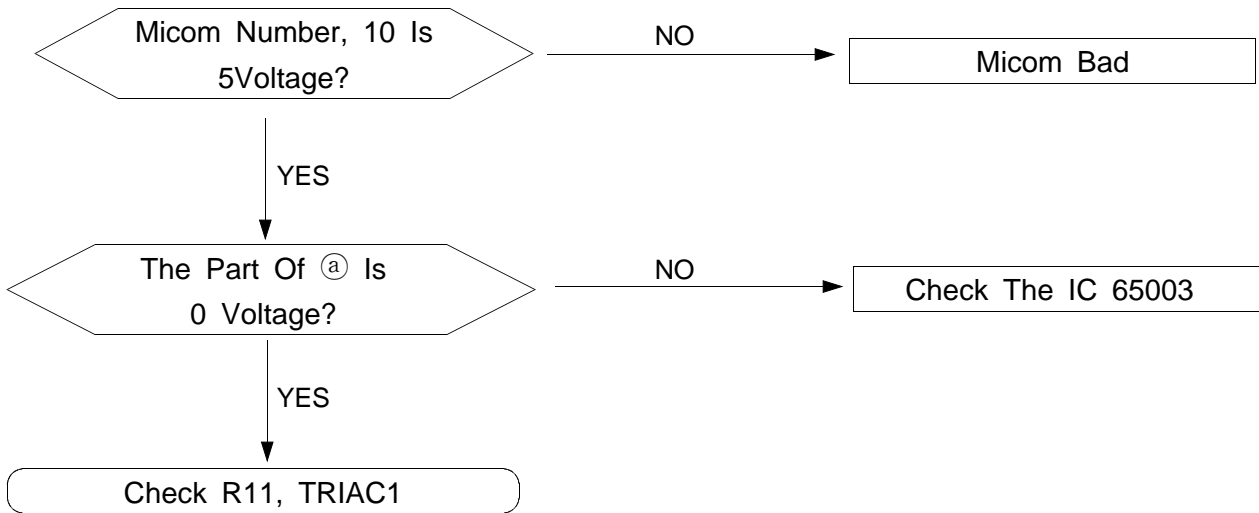 Micom Number, 10 Is
5Voltage?
NO
Micom Bad
YES
The Part Of ⓐ Is
0 Voltage?
NO
Check The IC 65003
YES
Check R11, TRIAC1